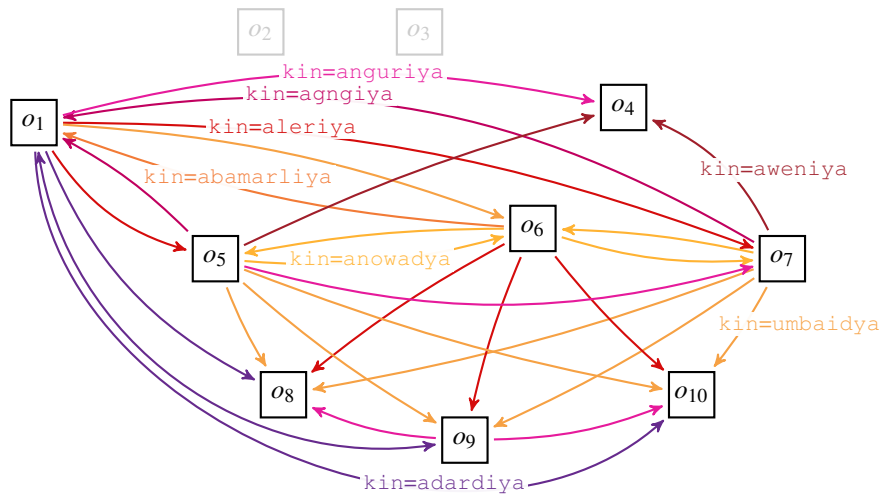 o2 o3
kin=anguriya
kin=agngiya
o4
o1
kin=aleriya
kin=aweniya
kin=abamarliya
o6
o5
kin=anowadya
o7
kin=umbaidya
o8
o10
o9
kin=adardiya